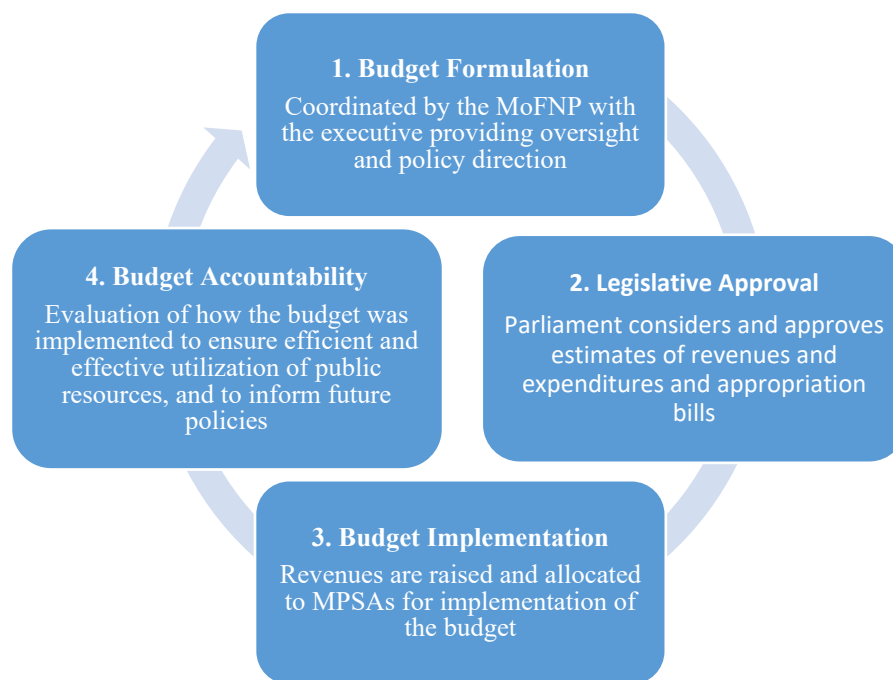 1. Budget Formulation
Coordinated by the MoFNP with
the executive providing oversight
and policy direction
2. Legislative Approval
Parliament considers and approves
estimates of revenues and
expenditures and appropriation
bills
3. Budget Implementation
Revenues are raised and allocated
to MPSAs for implementation of
the budget
4. Budget Accountability
Evaluation of how the budget was
implemented to ensure efficient and
effective utilization of public
resources, and to inform future
policies